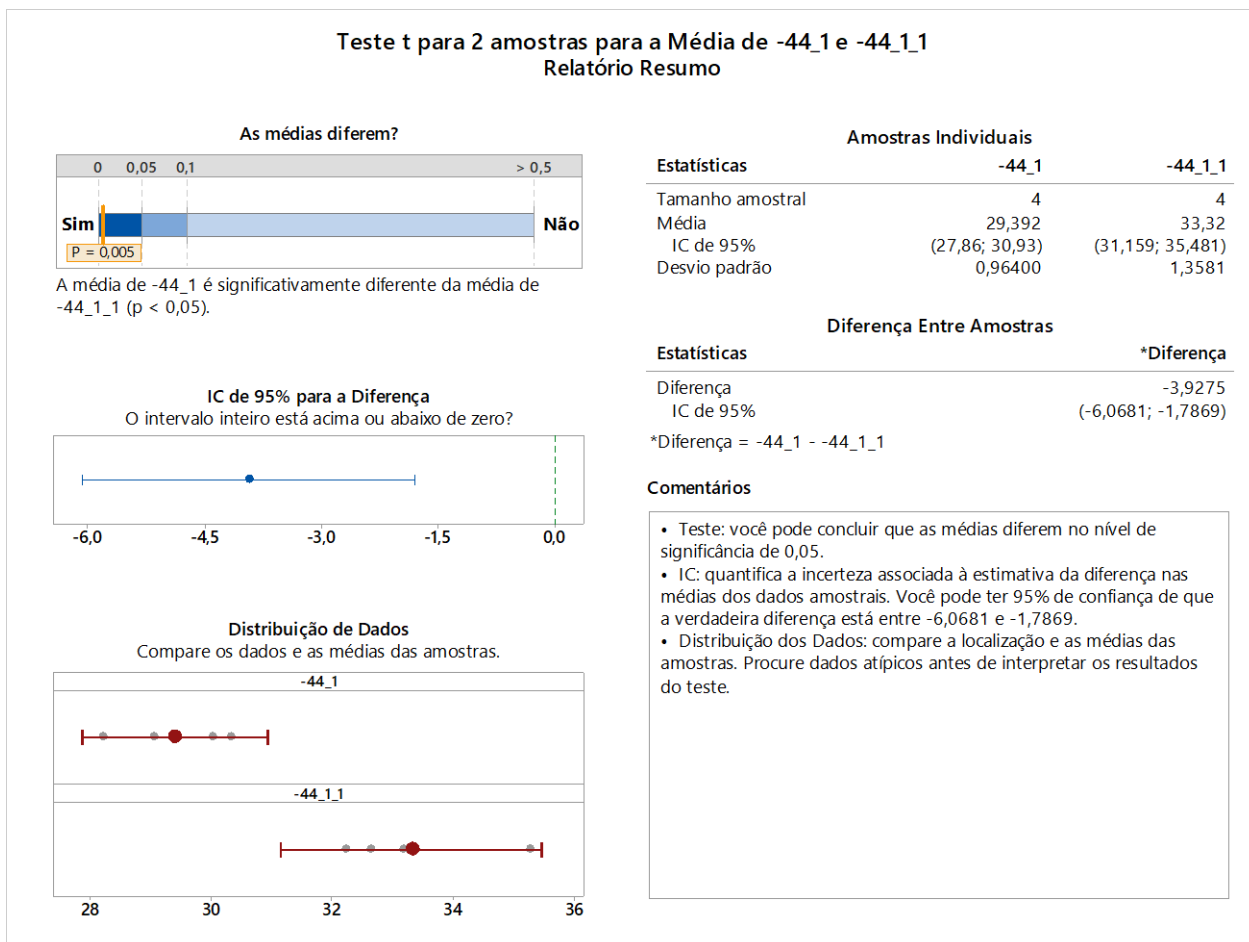 Teste t para 2 amostras para a Média de -44_1 e -44_1_1
Relatório Resumo
As médias diferem?
0 0,05 0,1 > 0,5
Sim Não
P = 0,005
A média de -44_1 é significativamente diferente da média de
-44_1_1 (p < 0,05).
IC de 95% para a Diferença
O intervalo inteiro está acima ou abaixo de zero?
-6,0 -4,5 -3,0 -1,5 0,0
Distribuição de Dados
Compare os dados e as médias das amostras.
-44_1
-44_1_1
28 30 32 34 36
Amostras Individuais
Estatísticas -44_1 -44_1_1
Tamanho amostral 4 4
Média 29,392 33,32
IC de 95% (27,86; 30,93) (31,159; 35,481)
Desvio padrão 0,96400 1,3581
Diferença Entre Amostras
Estatísticas *Diferença
Diferença -3,9275
IC de 95% (-6,0681; -1,7869)
*Diferença = -44_1 - -44_1_1
Comentários
• Teste: você pode concluir que as médias diferem no nível de
significância de 0,05.
• IC: quantifica a incerteza associada à estimativa da diferença nas
médias dos dados amostrais. Você pode ter 95% de confiança de que
a verdadeira diferença está entre -6,0681 e -1,7869.
• Distribuição dos Dados: compare a localização e as médias das
amostras. Procure dados atípicos antes de interpretar os resultados
do teste.